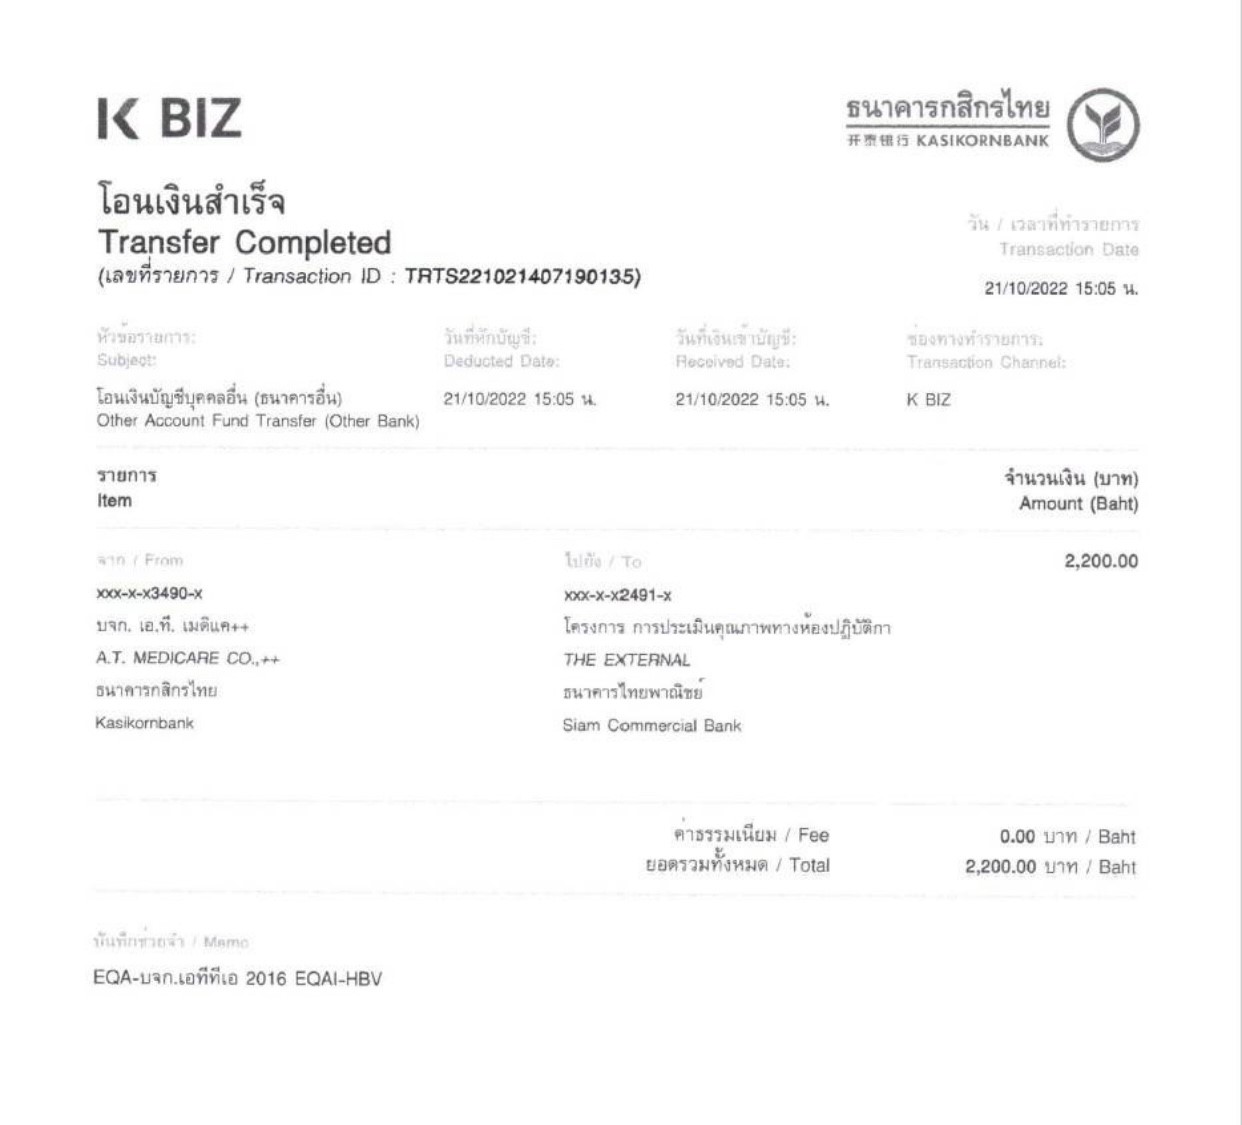 K BIZ
ธนาคารกสิกรไทย
开泰银行 KASIKORNBANK
โอนเงินสำเร็จ
Transfer Completed
(เลขที่รายการ / Transaction ID : TRTS221021407190135)
วัน / เวลาที่ทำรายการ
Transaction Date
21/10/2022 15:05 น.
หัวข้อรายการ: วันที่หักบัญชี: วันที่เงินเข้าบัญชี: ช่องทางทำรายการ:
Subject: Deducted Date: Received Date: Transaction Channel:
โอนเงินบัญชีบุคคลอื่น (ธนาคารอื่น) 21/10/2022 15:05 น. 21/10/2022 15:05 น. K BIZ
Other Account Fund Transfer (Other Bank)
รายการ จำนวนเงิน (บาท)
Item Amount (Baht)
จาก / From ไปยัง / To 2,200.00
xxx-x-x3490-x xxx-x-x2491-x
บจก. เอ.ที. เมดิแค++ โครงการ การประเมินคุณภาพทางห้องปฏิบัติกา
A.T. MEDICARE CO.,++ THE EXTERNAL
ธนาคารกสิกรไทย ธนาคารไทยพาณิชย์
Kasikornbank Siam Commercial Bank
ค่าธรรมเนียม / Fee 0.00 บาท / Baht
ยอดรวมทั้งหมด / Total 2,200.00 บาท / Baht
บันทึกช่วยจำ / Memo
EQA-บจก.เอทีทีเอ 2016 EQAI-HBV